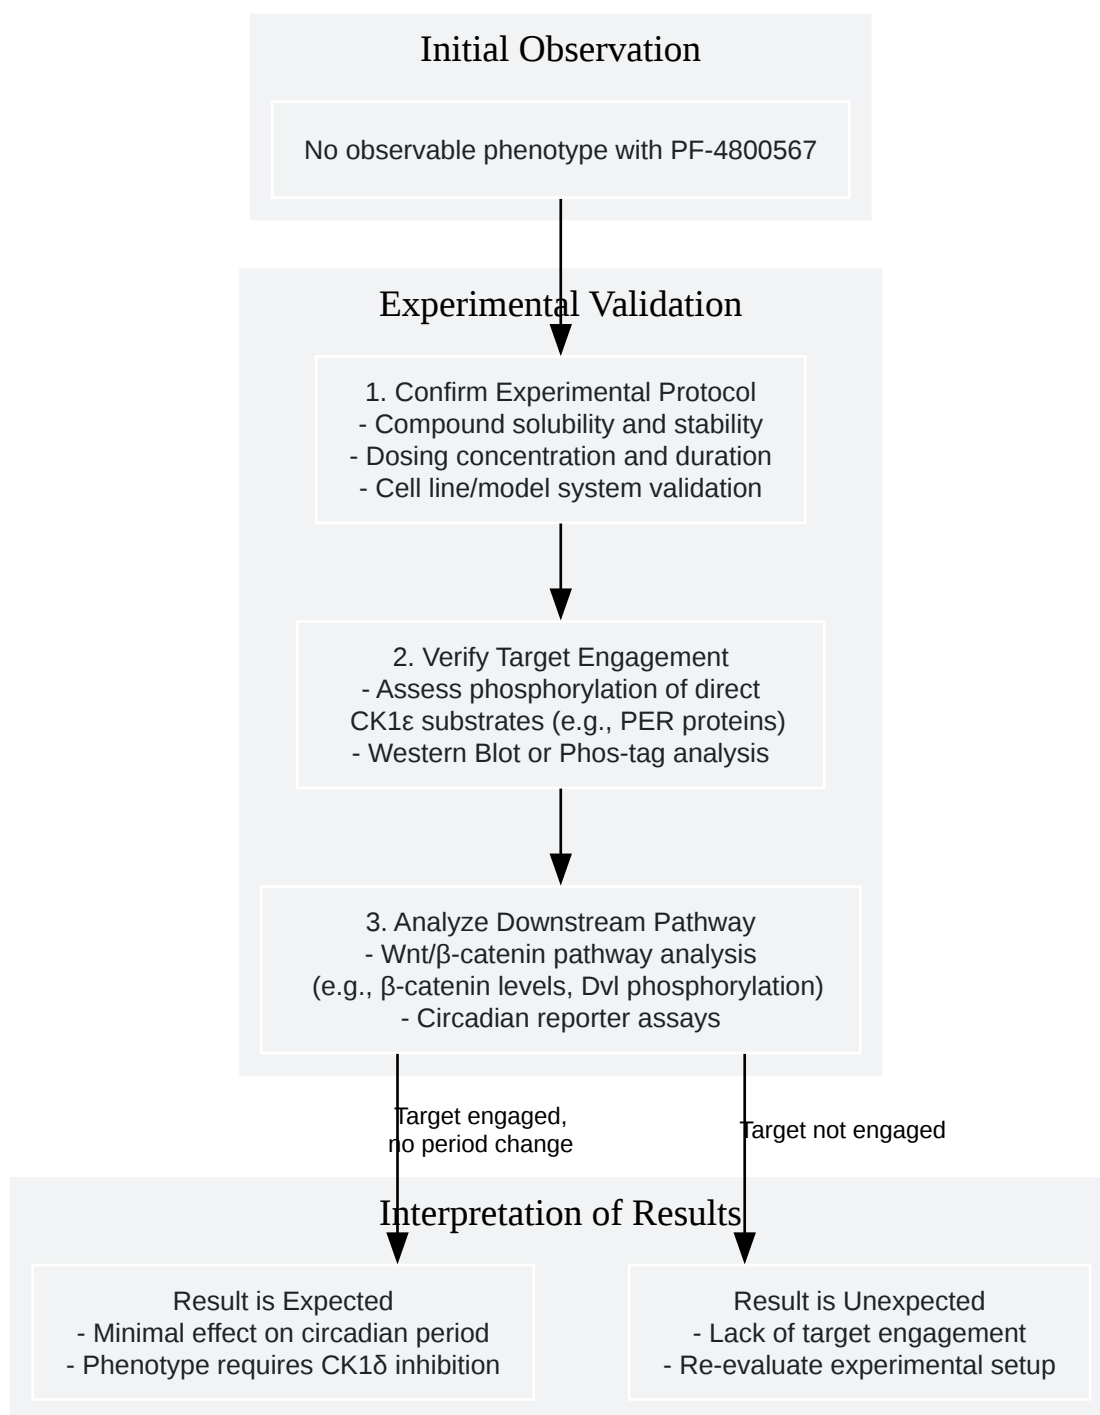 Initial Observation
No observable phenotype with PF-4800567
Experimental Validation
1. Confirm Experimental Protocol
- Compound solubility and stability
- Dosing concentration and duration
- Cell line/model system validation
2. Verify Target Engagement
- Assess phosphorylation of direct
CK1ε substrates (e.g., PER proteins)
- Western Blot or Phos-tag analysis
3. Analyze Downstream Pathway
- Wnt/β-catenin pathway analysis
(e.g., β-catenin levels, Dvl phosphorylation)
- Circadian reporter assays
Target engaged,
no period change
Target not engaged
Interpretation of Results
Result is Expected
- Minimal effect on circadian period
- Phenotype requires CK1δ inhibition
Result is Unexpected
- Lack of target engagement
- Re-evaluate experimental setup